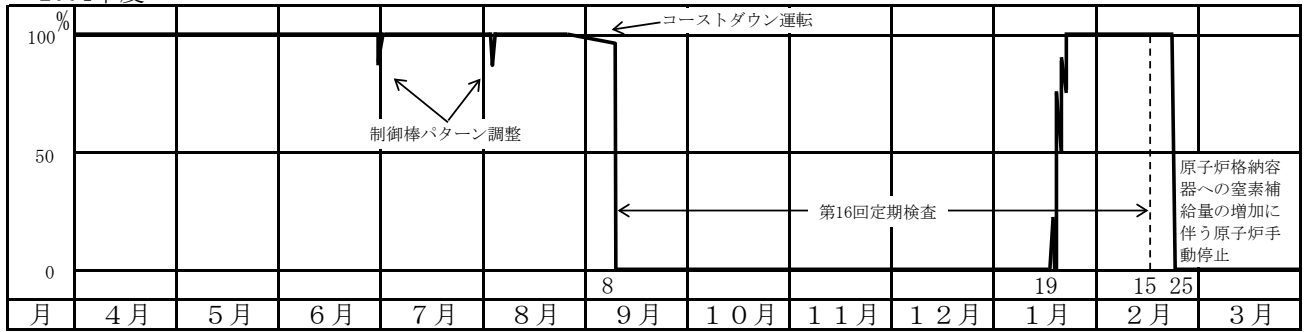 %
100
コーストダウン運転
制御棒パターン調整
50
原子炉格納容
器への窒素補
給量の増加に
伴う原子炉手
動停止
第16回定期検査
0
8 19 15 25
月 4月 5月 6月 7月 8月 9月 10月 11月 12月 1月 2月 3月